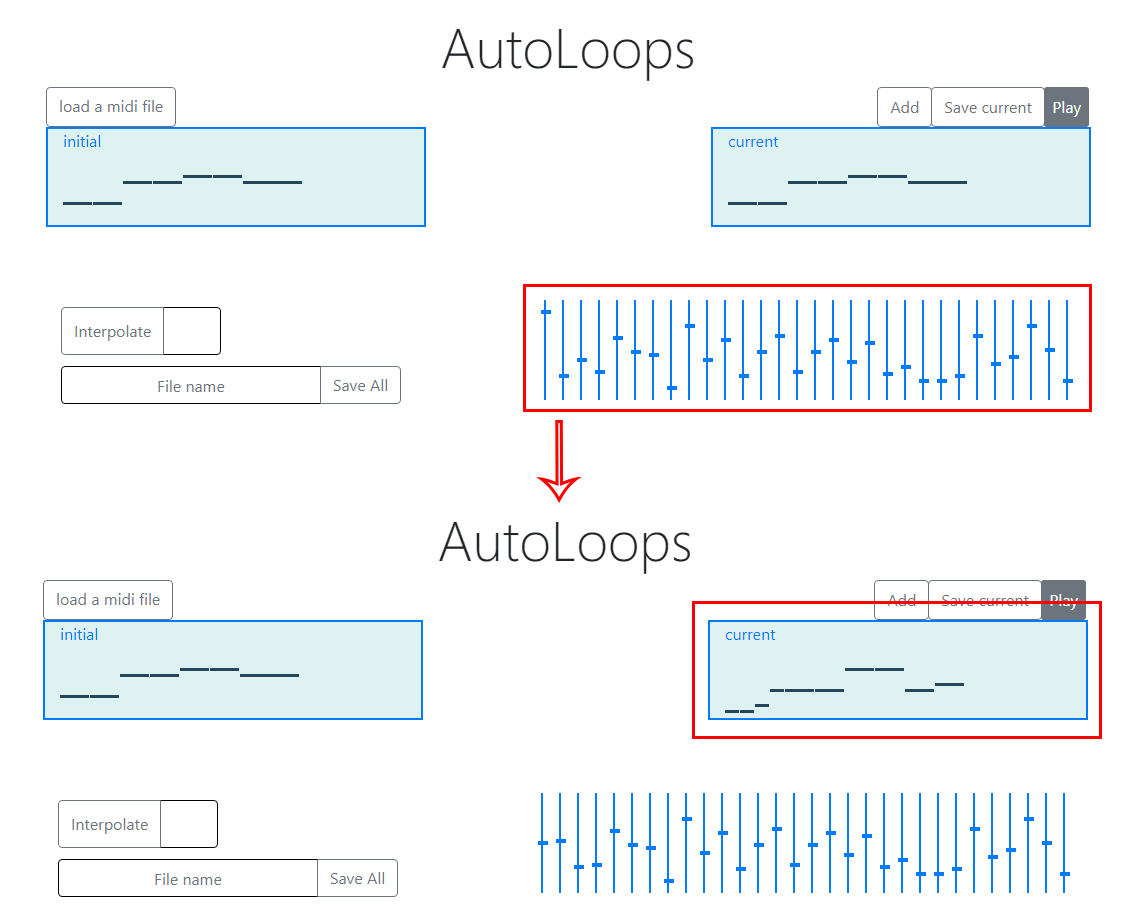 AutoLoops
load a midi file
Add Save current Play
initial
current
Interpolate
File name Save All
AutoLoops
load a midi file
Add Save current Play
initial
current
Interpolate
File name Save All